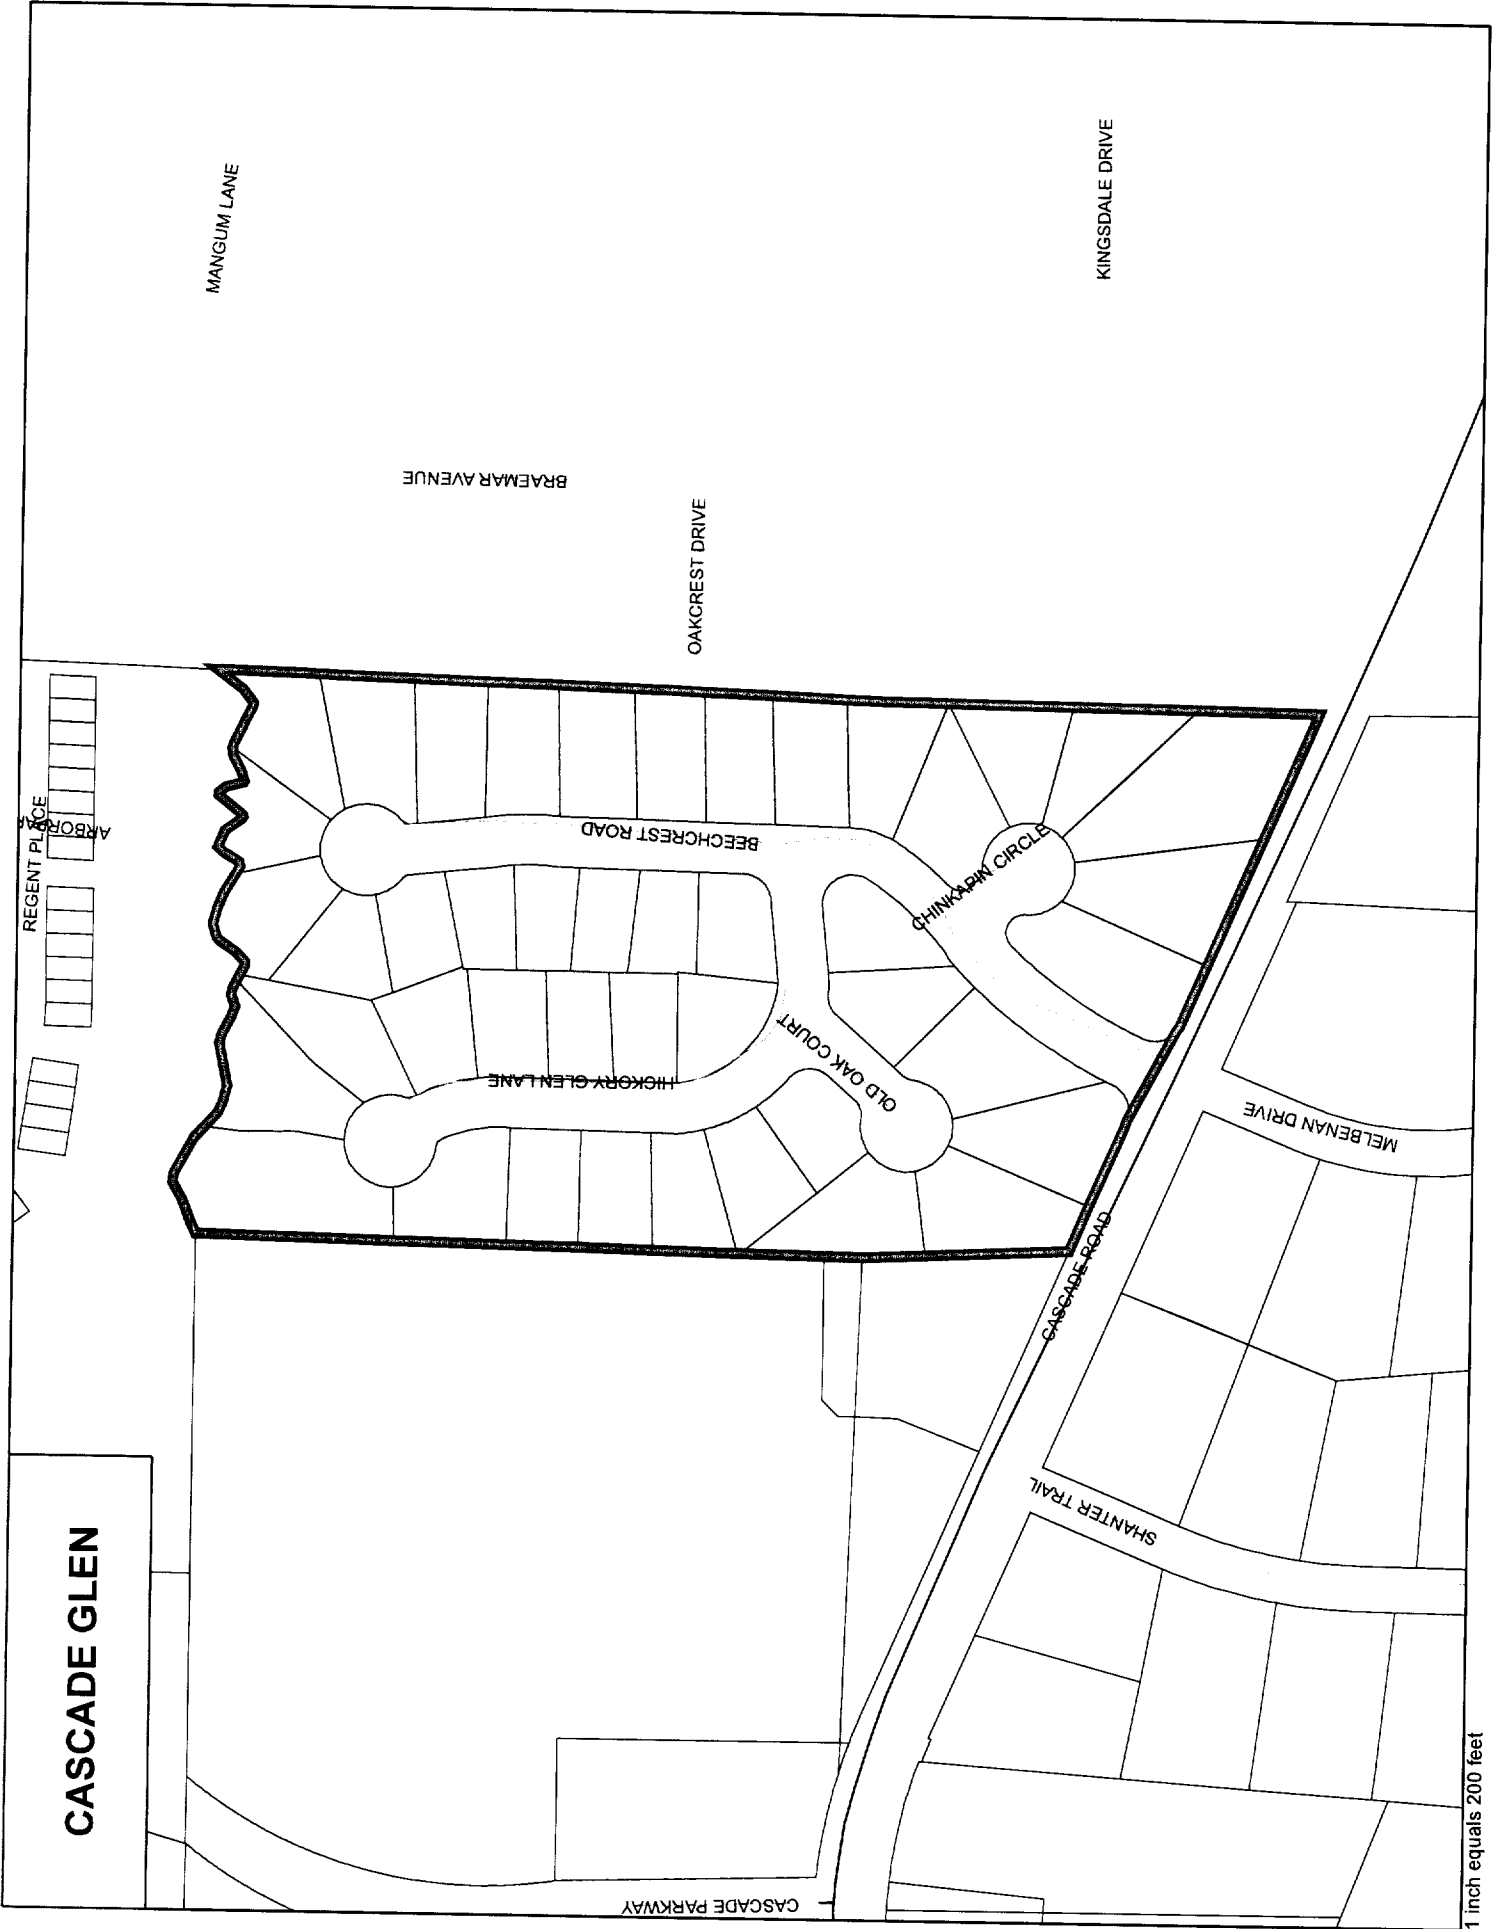 CASCADE GLEN
REGENT PLACE
MANGUM LANE
BRAEMAR AVENUE
OAKCREST DRIVE
KINGSDALE DRIVE
BEECHCREST ROAD
CHINKAPIN CIRCLE
HICKORY GLEN LANE
OLD OAK COURT
MELBENAN DRIVE
CASCADE ROAD
SHANTER TRAIL
CASCADE PARKWAY
1 inch equals 200 feet